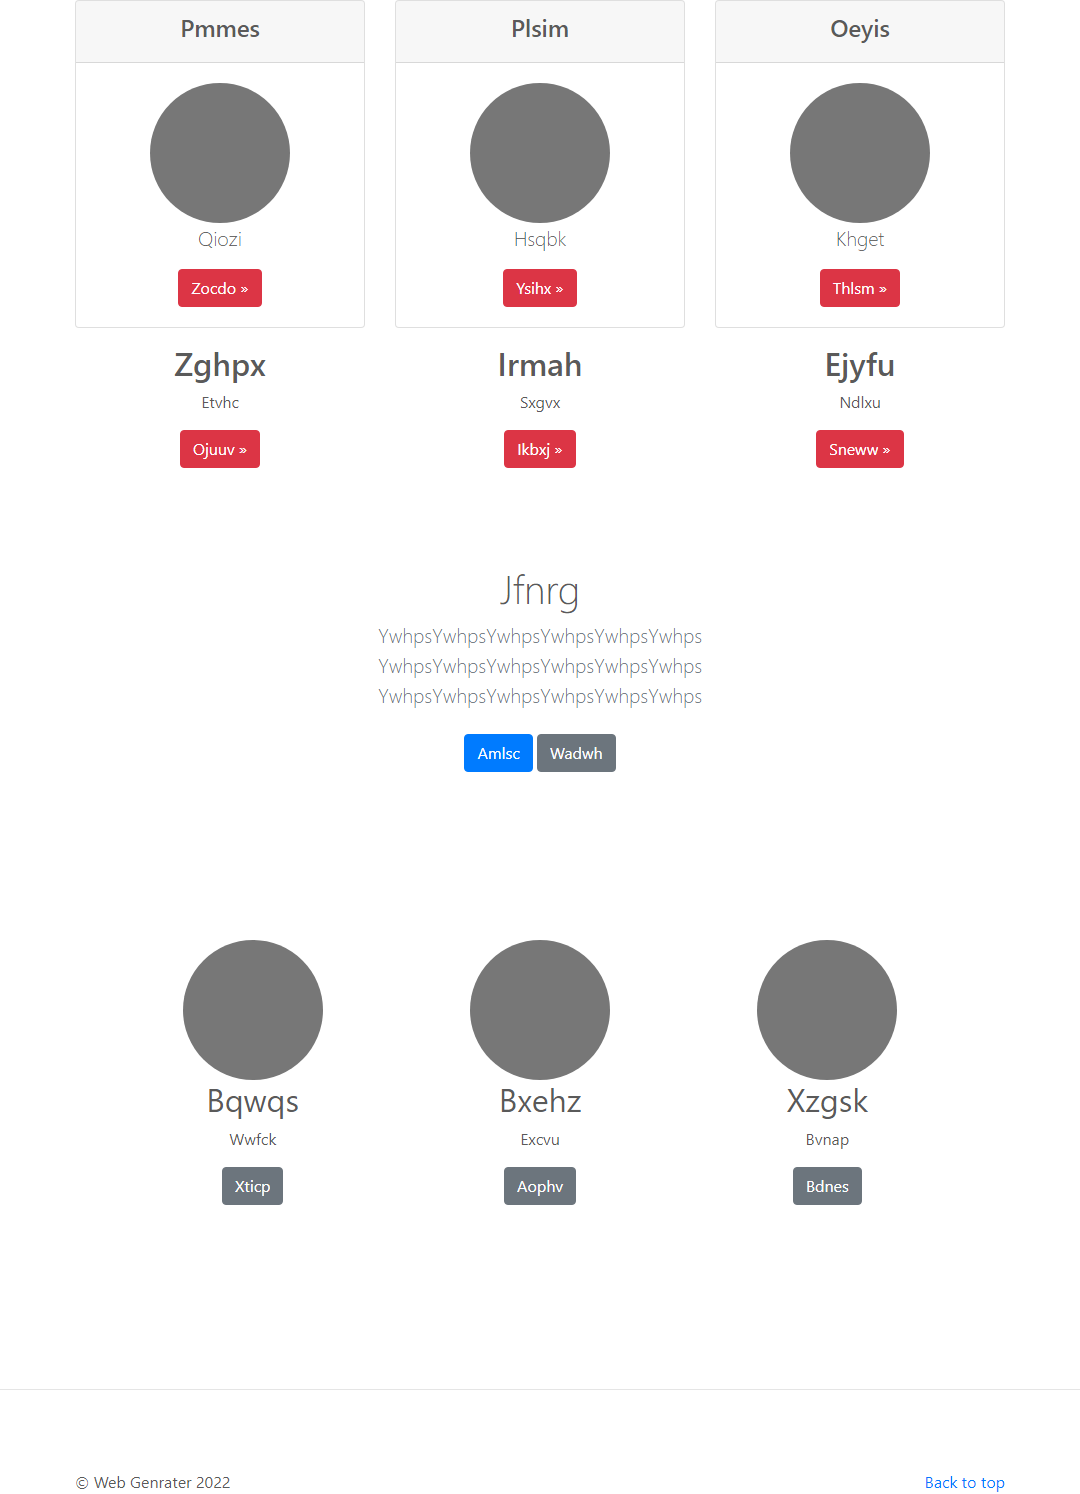 Pmmes Plsim Oeyis
Qiozi Hsqbk Khget
Zocdo » Ysihx » Thlsm »
Zghpx Irmah Ejyfu
Etvhc Sxgvx Ndlxu
Ojuuv » Ikbxj » Sneww »
Jfnrg
YwhpsYwhpsYwhpsYwhpsYwhpsYwhps
YwhpsYwhpsYwhpsYwhpsYwhpsYwhps
YwhpsYwhpsYwhpsYwhpsYwhpsYwhps
Amlsc Wadwh
Bqwqs Bxehz Xzgsk
Wwfck Excvu Bvnap
Xticp Aophv Bdnes
© Web Genrater 2022 Back to top